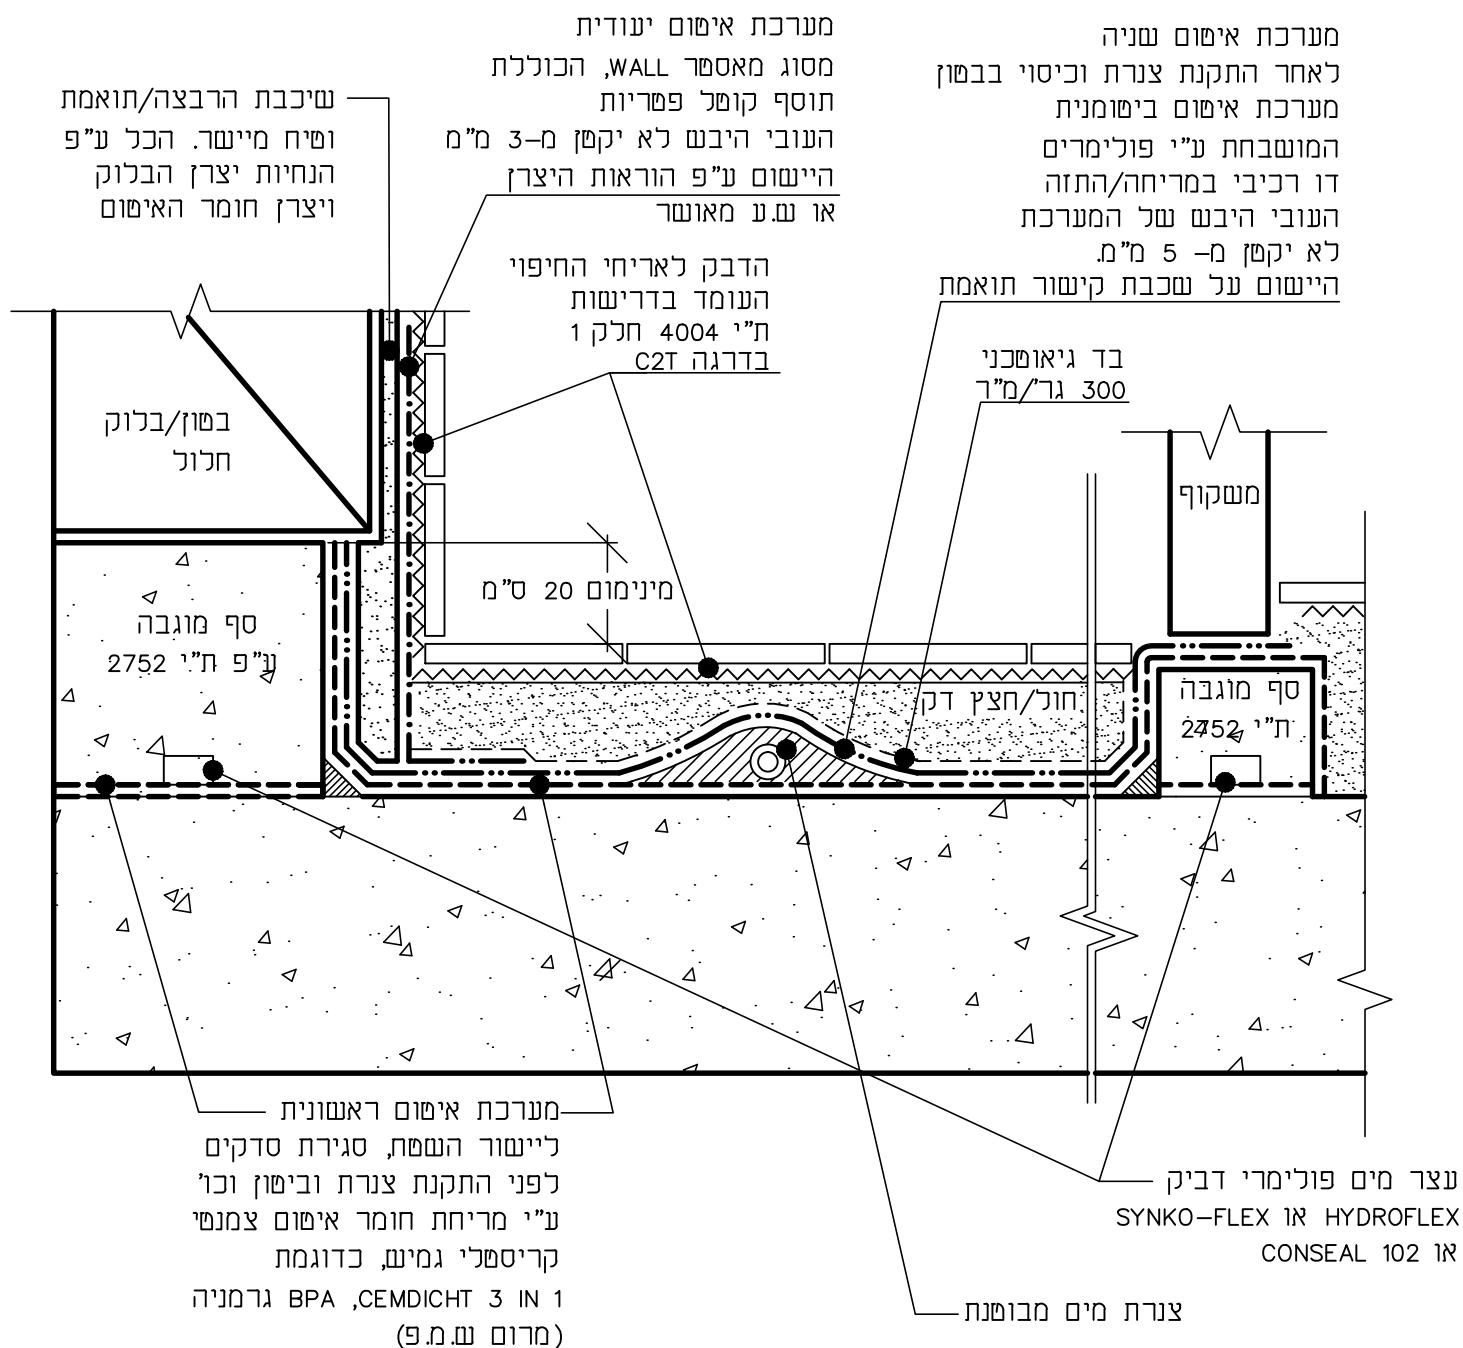 מערכת איטום שניה
לאחר התקנת צנרת וכיסוי בבטון
מערכת איטום ביטומנית
המושבחת ע"י פולימרים
דו רכיבי במריחה/התזה
העובי היבש של המערכת
לא יקטן מ- 5 מ"מ.
היישום על שכבת קישור תואמת
מערכת איטום יעודית
מסוג מאסטר WALL, הכוללת
תוסף קוטל פטריות
העובי היבש לא יקטן מ-3 מ"מ
היישום ע"פ הוראות היצרן
או ש.ע מאושר
שיכבת הרבצה/תואמת
וטיח מיישר. הכל ע"פ
הנחיות יצרן הבלוק
ויצרן חומר האיטום
הדבק לאריחי החיפוי
העומד בדרישות
ת"י 4004 חלק 1
בדרגה C2T
בד גיאוטכני
300 גר'/מ"ר
בטון/בלוק
חלול
משקוף
מינימום 20 ס"מ
סף מוגבה
ע"פ ת"י 2752
חול/חצץ דק
סף מוגבה
ת"י 2752
מערכת איטום ראשונית
ליישור השטח, סגירת סדקים
לפני התקנת צנרת וביטון וכו'
ע"י מריחת חומר איטום צמנטי
קריסטלי גמיש, כדוגמת
BPA ,CEMDICHT 3 IN 1 גרמניה
(מרום ש.מ.פ)
עצר מים פולימרי דביק
SYNKO-FLEX או HYDROFLEX
או CONSEAL 102
צנרת מים מבוטנת